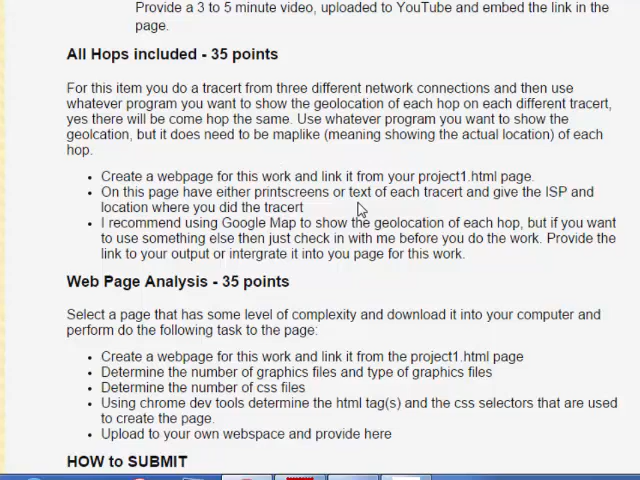 Provide a 3 to 5 minute video, uploaded to YouTube and embed the link in the
page.
All Hops included - 35 points
For this item you do a tracert from three different network connections and then use
whatever program you want to show the geolocation of each hop on each different tracert,
yes there will be come hop the same. Use whatever program you want to show the
geolcation, but it does need to be maplike (meaning showing the actual location) of each
hop.
• Create a webpage for this work and link it from your project1.html page.
• On this page have either printscreens or text of each tracert and give the ISP and
location where you did the tracert
• I recommend using Google Map to show the geolocation of each hop, but if you want
to use something else then just check in with me before you do the work. Provide the
link to your output or intergrate it into you page for this work.
Web Page Analysis - 35 points
Select a page that has some level of complexity and download it into your computer and
perform do the following task to the page:
• Create a webpage for this work and link it from the project1.html page
• Determine the number of graphics files and type of graphics files
• Determine the number of css files
• Using chrome dev tools determine the html tag(s) and the css selectors that are used
to create the page.
• Upload to your own webspace and provide here
HOW to SUBMIT